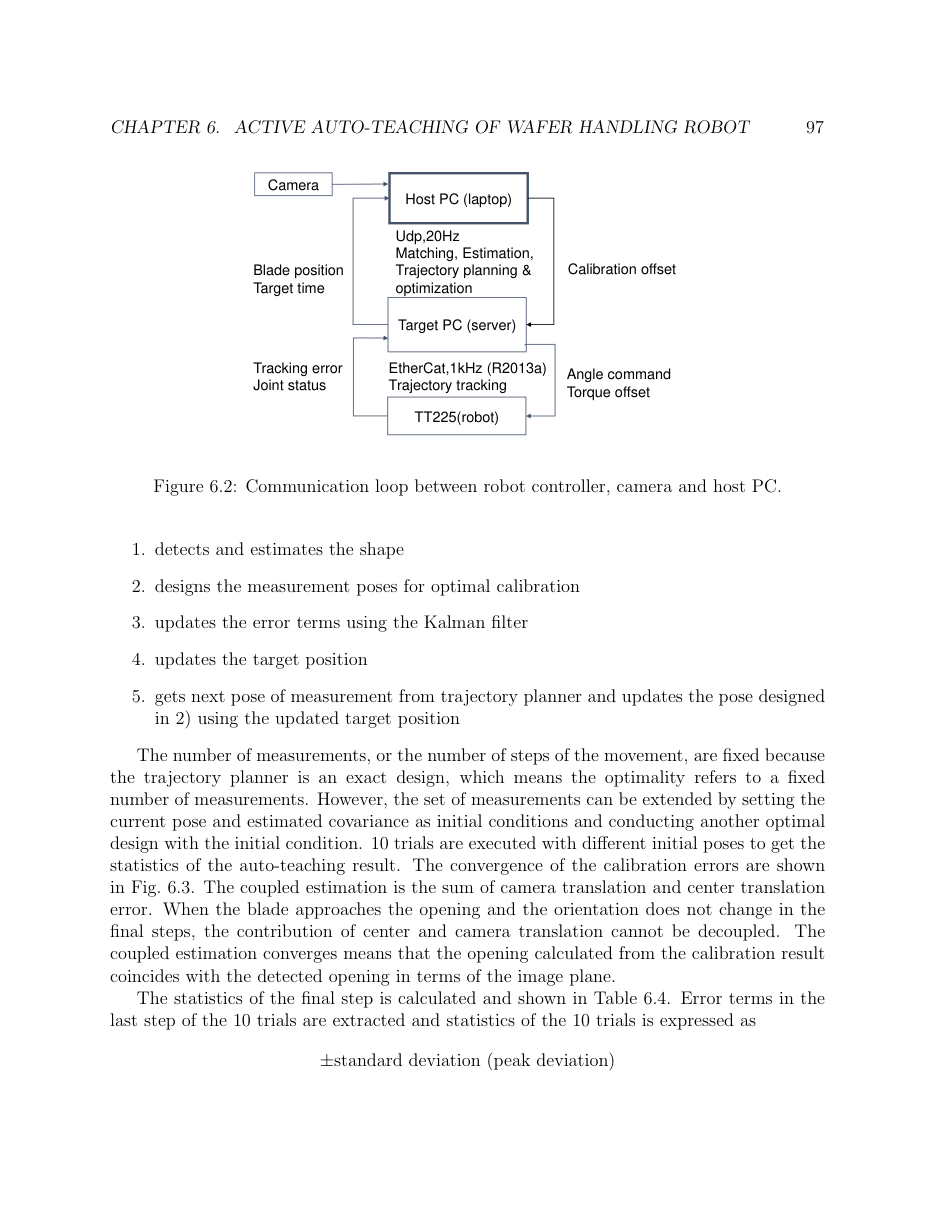 CHAPTER 6. ACTIVE AUTO-TEACHING OF WAFER HANDLING ROBOT 97
Camera
Host PC (laptop)
Udp,20Hz
Matching, Estimation,
Trajectory planning &
optimization
Blade position
Target time
Calibration offset
Target PC (server)
Tracking error
Joint status
EtherCat,1kHz (R2013a)
Trajectory tracking
Angle command
Torque offset
TT225(robot)
Figure 6.2: Communication loop between robot controller, camera and host PC.
1. detects and estimates the shape
2. designs the measurement poses for optimal calibration
3. updates the error terms using the Kalman filter
4. updates the target position
5. gets next pose of measurement from trajectory planner and updates the pose designed
in 2) using the updated target position
The number of measurements, or the number of steps of the movement, are fixed because
the trajectory planner is an exact design, which means the optimality refers to a fixed
number of measurements. However, the set of measurements can be extended by setting the
current pose and estimated covariance as initial conditions and conducting another optimal
design with the initial condition. 10 trials are executed with different initial poses to get the
statistics of the auto-teaching result. The convergence of the calibration errors are shown
in Fig. 6.3. The coupled estimation is the sum of camera translation and center translation
error. When the blade approaches the opening and the orientation does not change in the
final steps, the contribution of center and camera translation cannot be decoupled. The
coupled estimation converges means that the opening calculated from the calibration result
coincides with the detected opening in terms of the image plane.
The statistics of the final step is calculated and shown in Table 6.4. Error terms in the
last step of the 10 trials are extracted and statistics of the 10 trials is expressed as
±standard deviation (peak deviation)